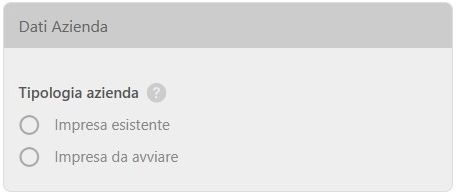 Dati Azienda
Tipologia azienda ?
Impresa esistente
Impresa da avviare